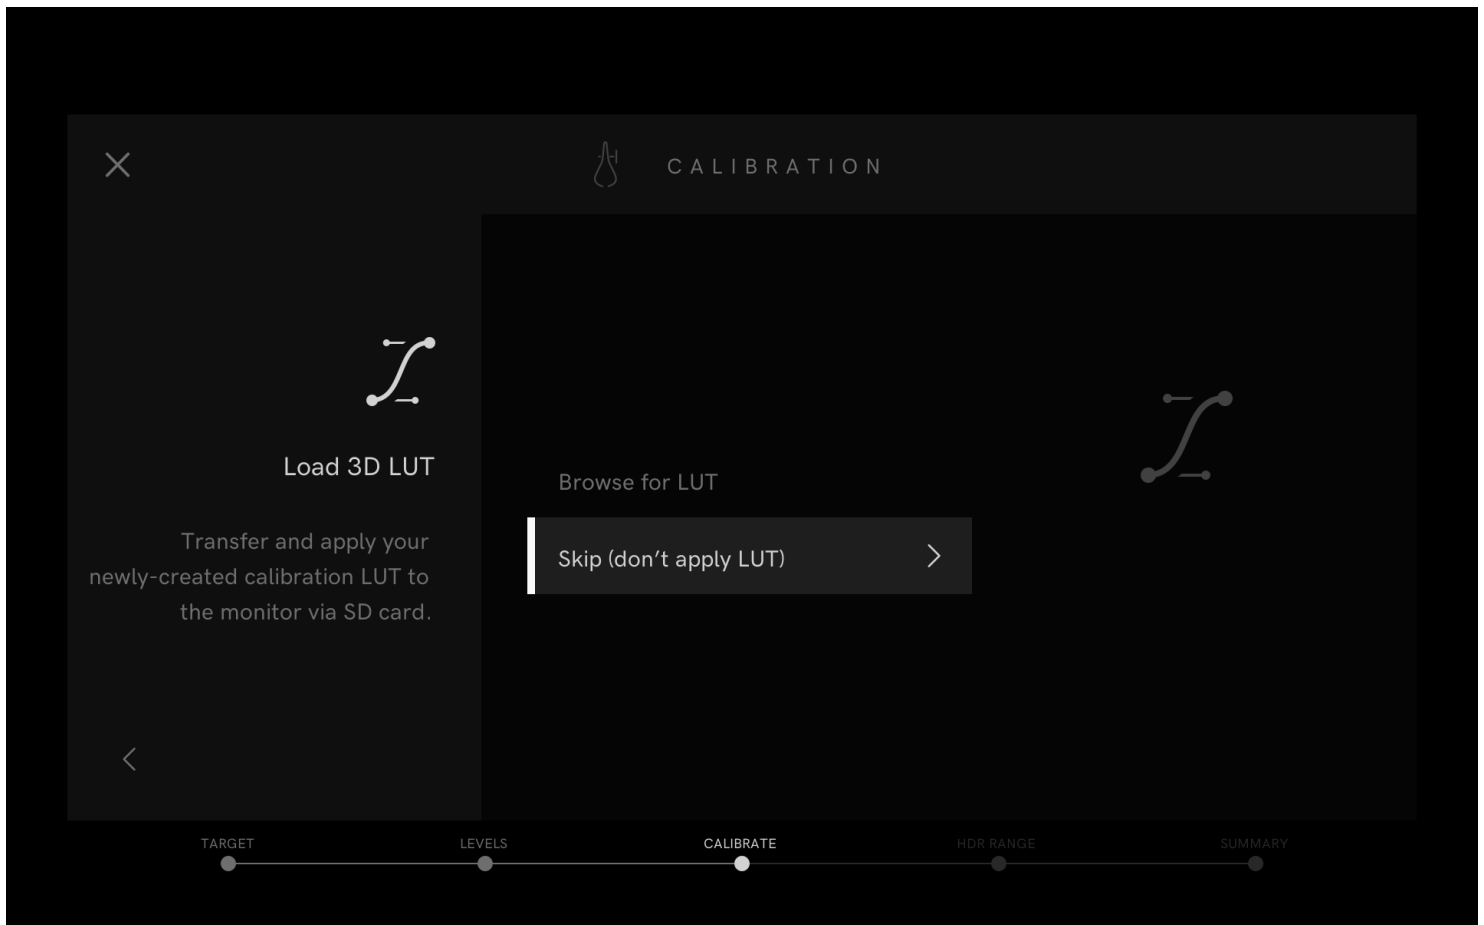 CALIBRATION
Load 3D LUT
Transfer and apply your
newly-created calibration LUT to
the monitor via SD card.
Browse for LUT
Skip (don’t apply LUT)
TARGET
LEVELS
CALIBRATE
HDR RANGE
SUMMARY